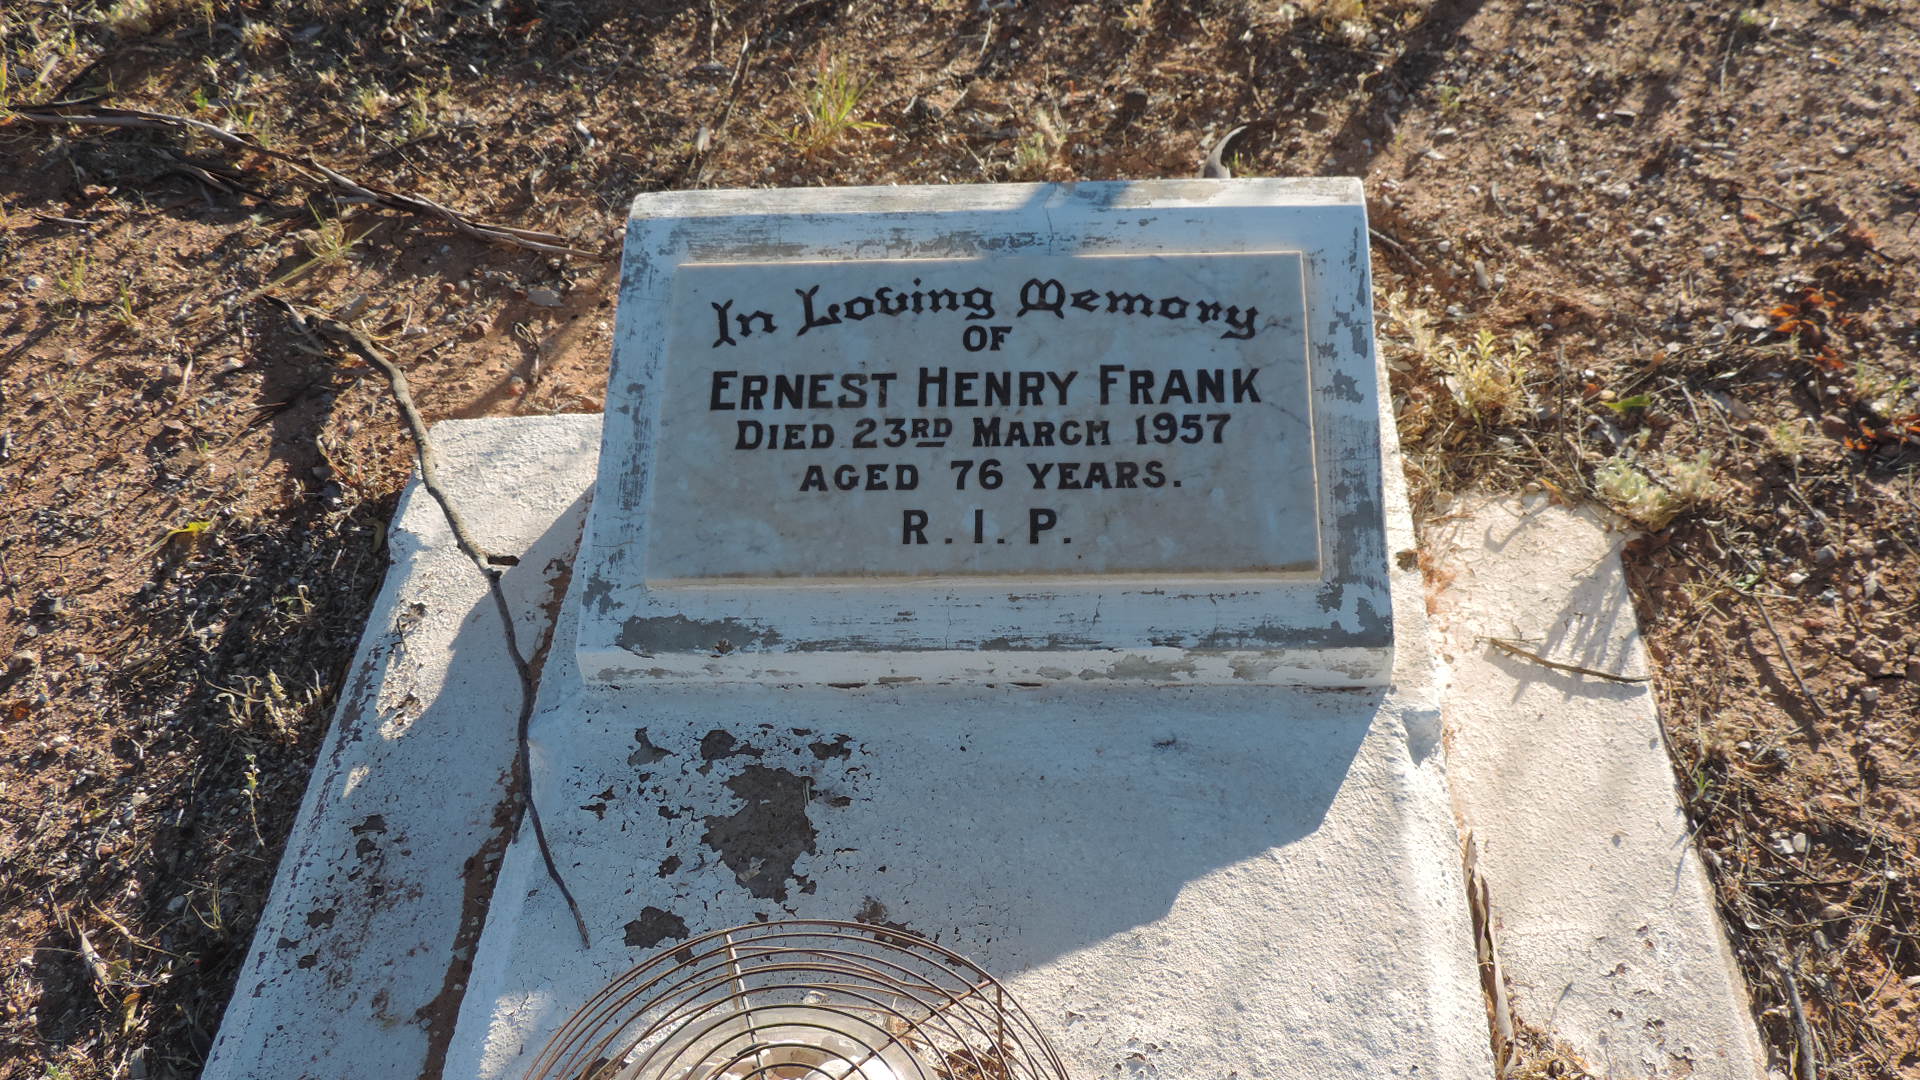 In Loving Memory
OF
ERNEST HENRY FRANK
DIED 23RD MARCH 1957
AGED 76 YEARS.
R.I.P.